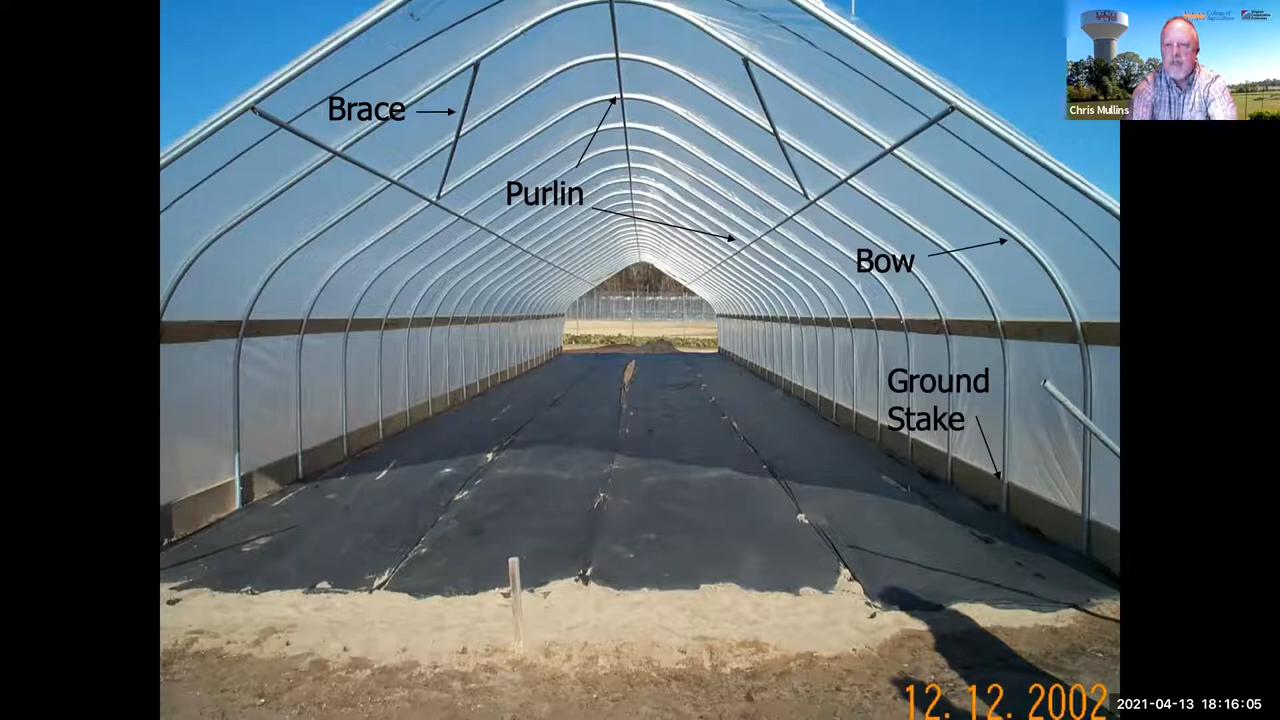 Brace
Purlin
Bow
Ground
Stake
12. 12. 2002
Chris Mullins
2021-04-13 18:16:05